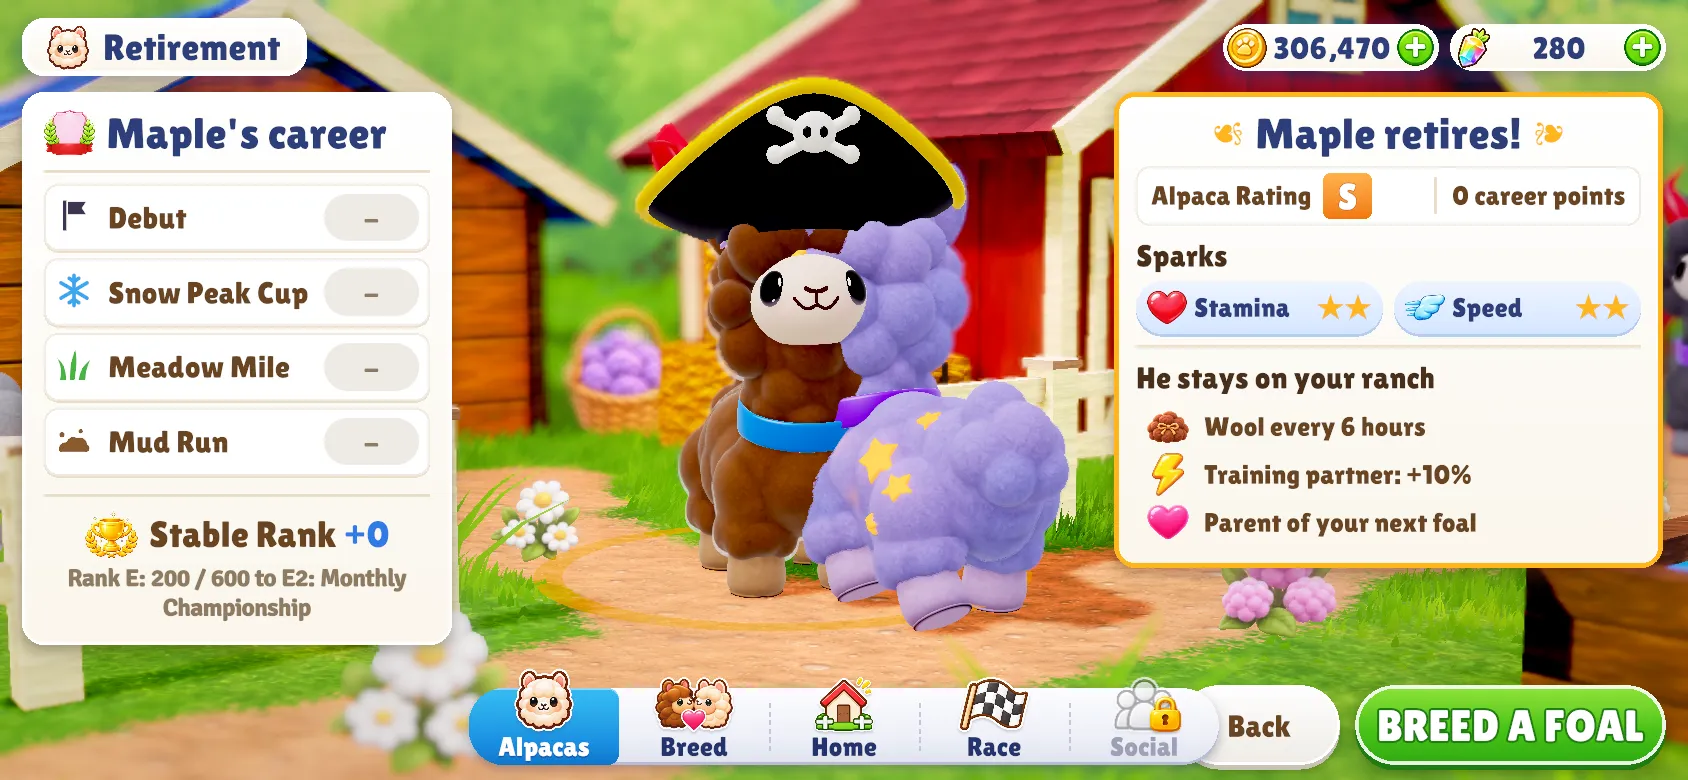 Retirement
306,470
280
Maple's career
Debut –
Snow Peak Cup –
Meadow Mile –
Mud Run –
Stable Rank +0
Rank E: 200 / 600 to E2: Monthly
Championship
Maple retires!
Alpaca Rating S
0 career points
Sparks
Stamina
Speed
He stays on your ranch
Wool every 6 hours
Training partner: +10%
Parent of your next foal
Alpacas
Breed
Home
Race
Social
Back
BREED A FOAL